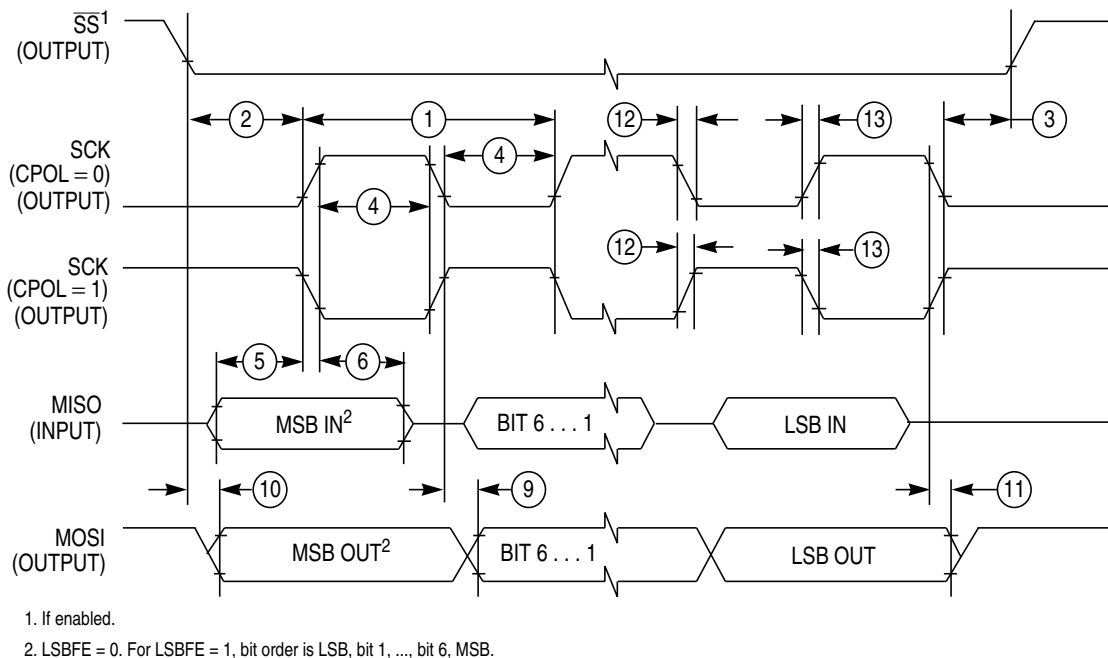 SS1
(OUTPUT)
2
1
12
13
3
SCK
(CPOL = 0)
(OUTPUT)
4
4
SCK
(CPOL = 1)
(OUTPUT)
12
13
5
6
MISO
(INPUT)
MSB IN2
BIT 6 . . . 1
LSB IN
10
9
11
MOSI
(OUTPUT)
MSB OUT2
BIT 6 . . . 1
LSB OUT
1. If enabled.
2. LSBFE = 0. For LSBFE = 1, bit order is LSB, bit 1, ..., bit 6, MSB.